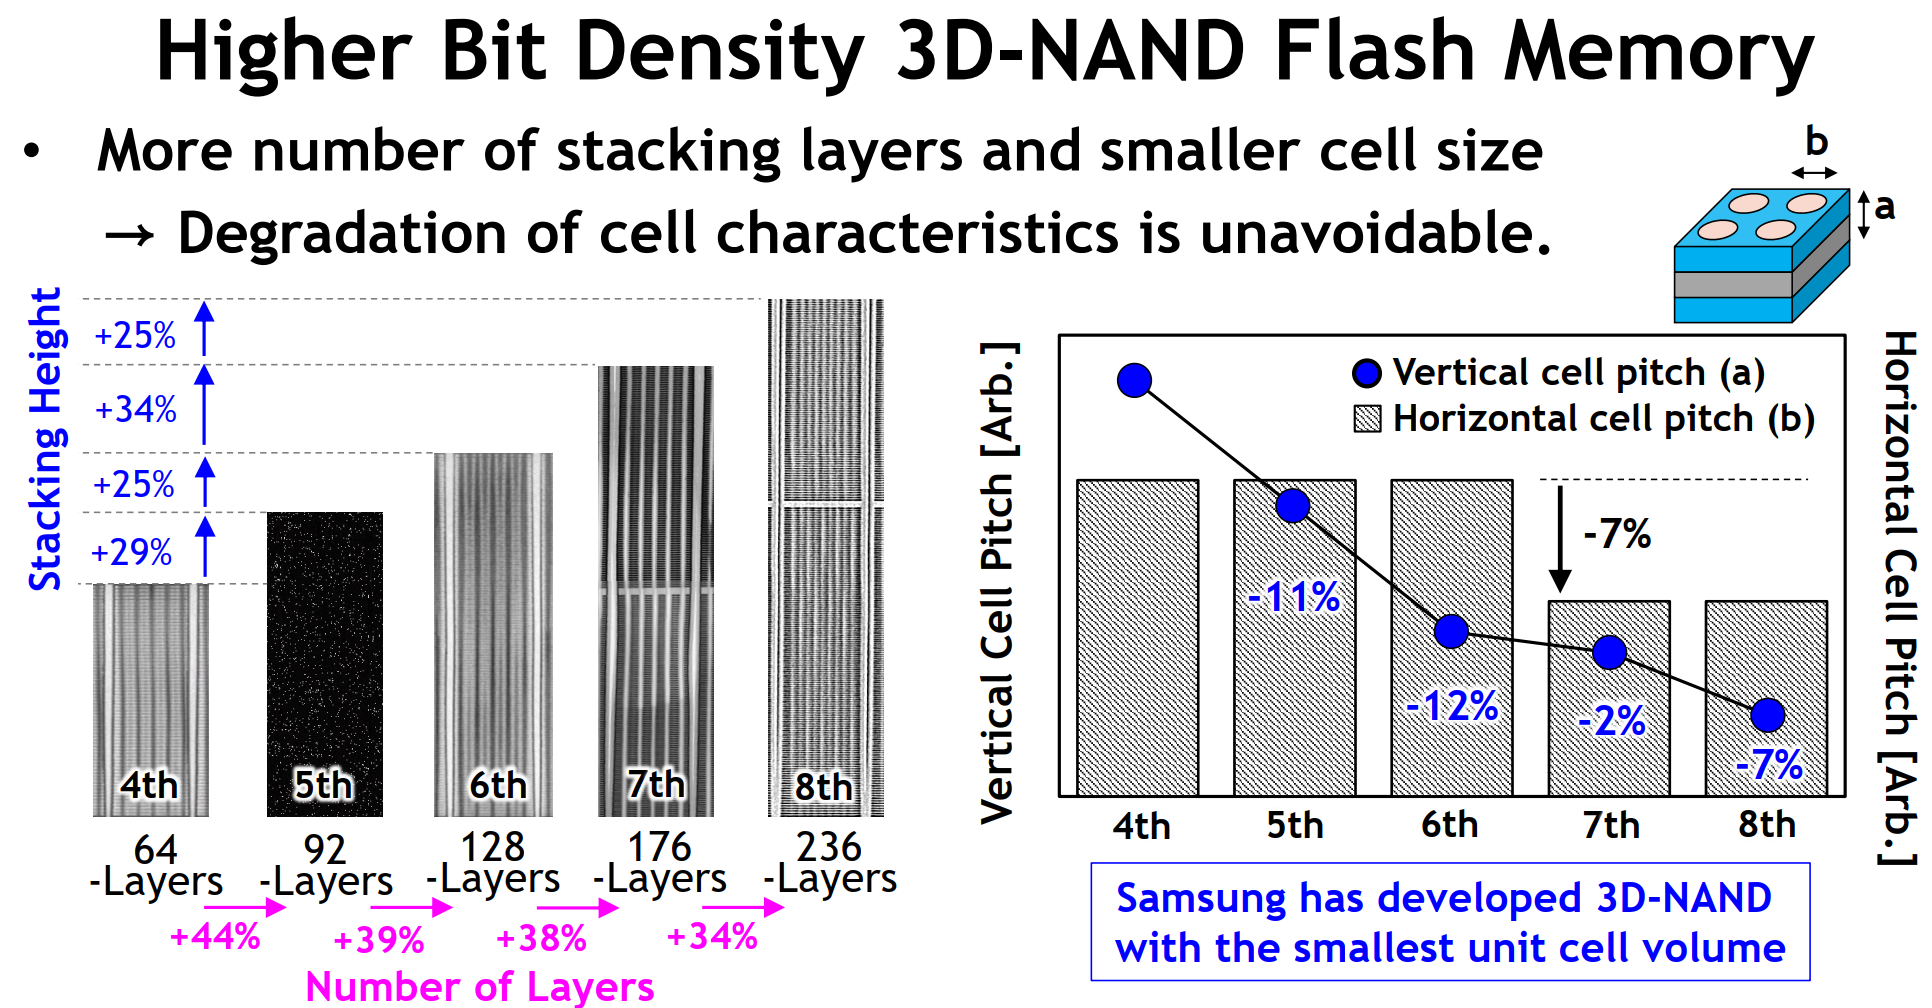 Higher Bit Density 3D-NAND Flash Memory
• More number of stacking layers and smaller cell size
→ Degradation of cell characteristics is unavoidable.
b
a
Stacking Height
+25%
+34%
+25%
+29%
4th
5th
6th
7th
8th
64
-Layers
92
-Layers
128
-Layers
176
-Layers
236
-Layers
+44%
+39%
+38%
+34%
Number of Layers
Vertical Cell Pitch [Arb.]
Vertical cell pitch (a)
Horizontal cell pitch (b)
-7%
-11%
-12%
-2%
-7%
4th
5th
6th
7th
8th
Horizontal Cell Pitch [Arb.]
Samsung has developed 3D-NAND
with the smallest unit cell volume